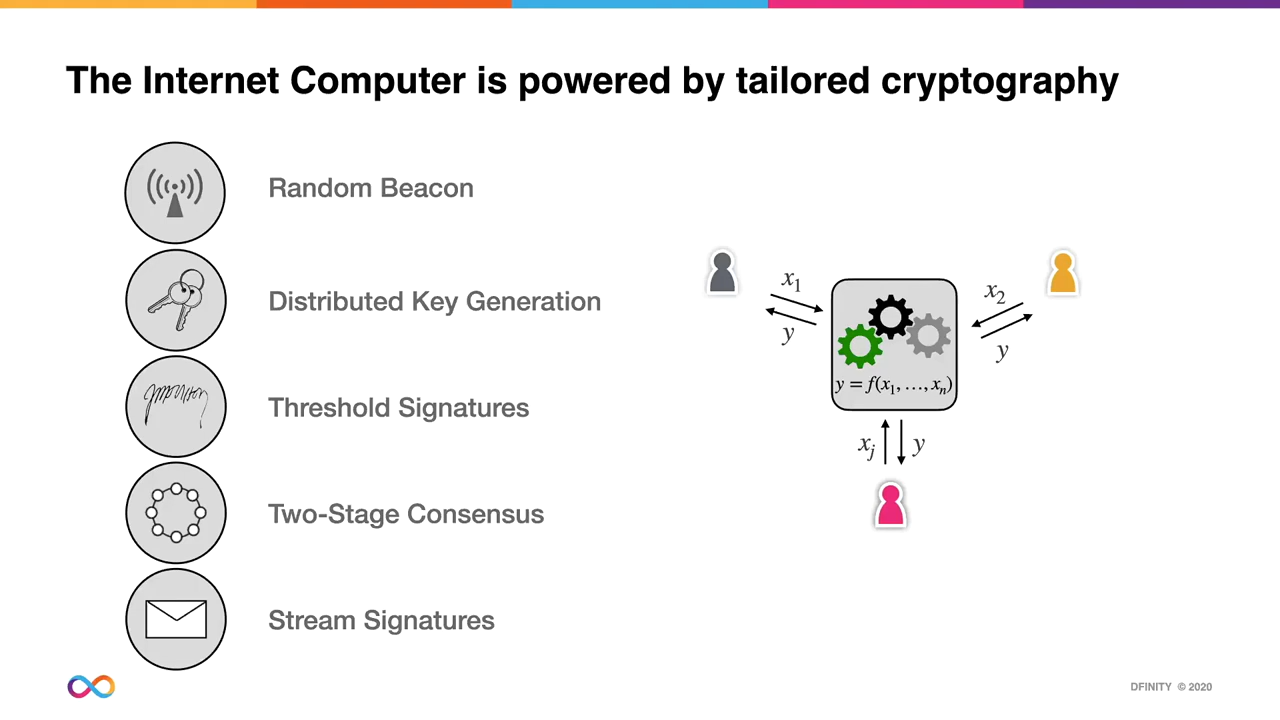 The Internet Computer is powered by tailored cryptography
Random Beacon
Distributed Key Generation
Threshold Signatures
Two-Stage Consensus
Stream Signatures
x₁
y
x₂
y
y = f(x₁, …, xₙ)
xⱼ
y
DFINITY © 2020